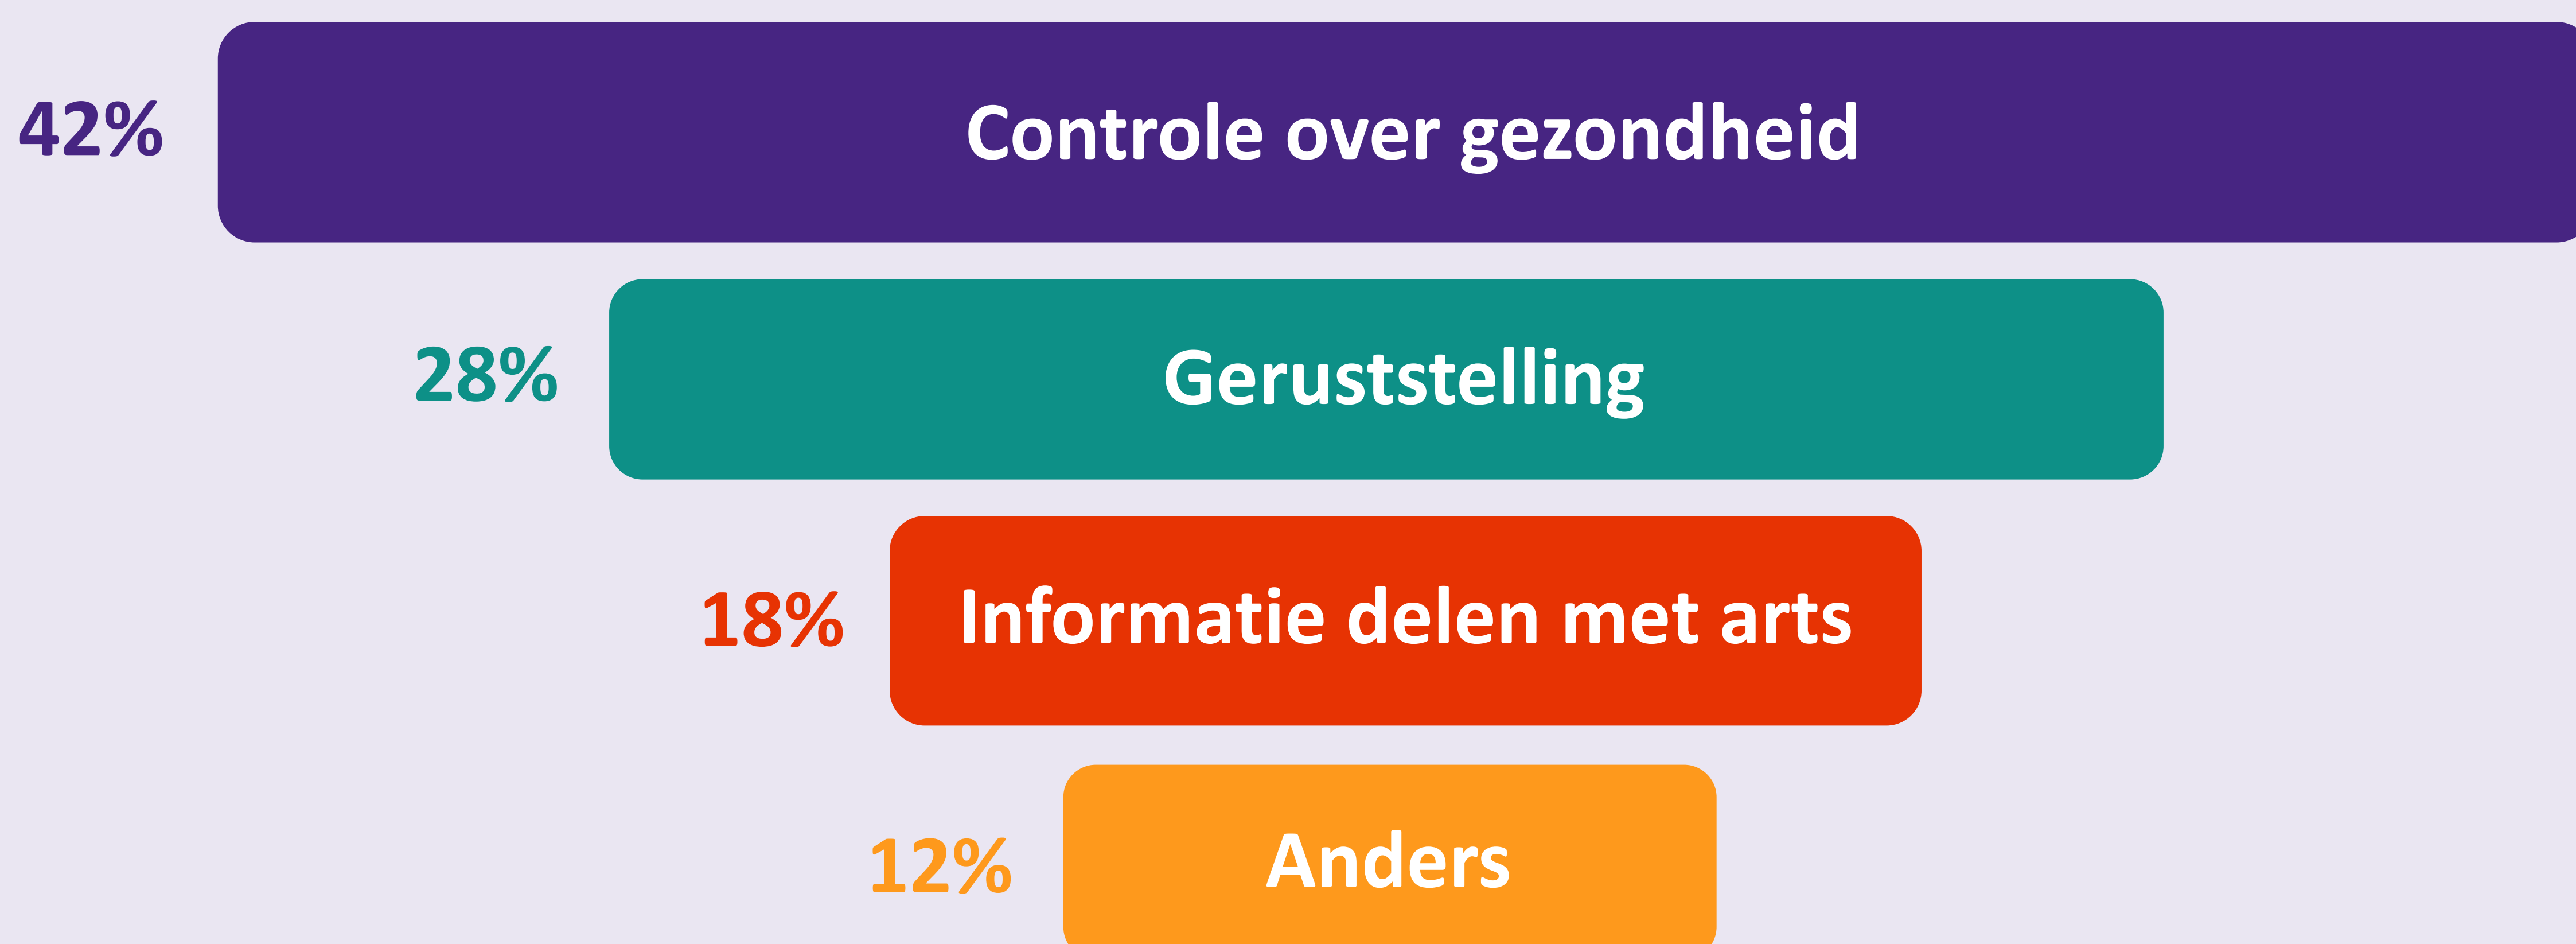 42% Controle over gezondheid
28% Geruststelling
18% Informatie delen met arts
12% Anders